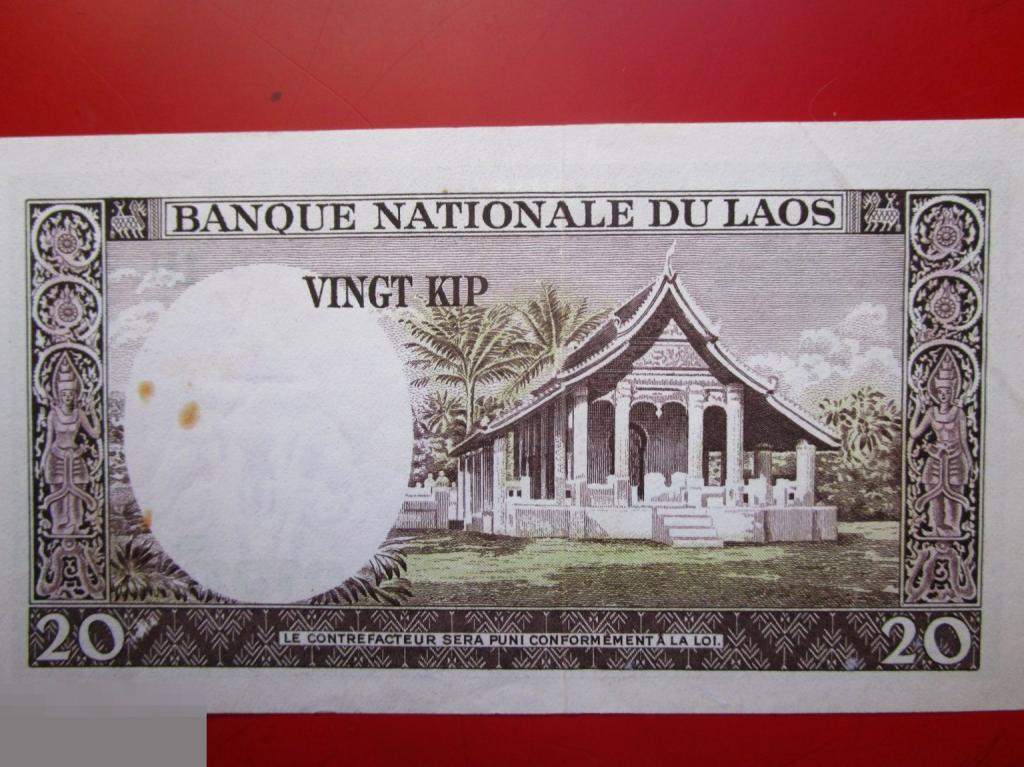 BANQUE NATIONALE DU LAOS
VINGT KIP
20
LE CONTREFACTEUR SERA PUNI CONFORMÉMENT À LA LOI.
20